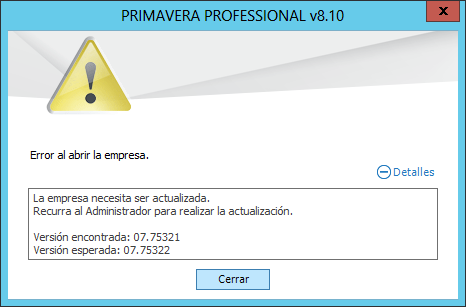 PRIMAVERA PROFESSIONAL v8.10
x
Error al abrir la empresa.
Detalles
La empresa necesita ser actualizada.
Recurra al Administrador para realizar la actualización.
Versión encontrada: 07.75321
Versión esperada: 07.75322
Cerrar